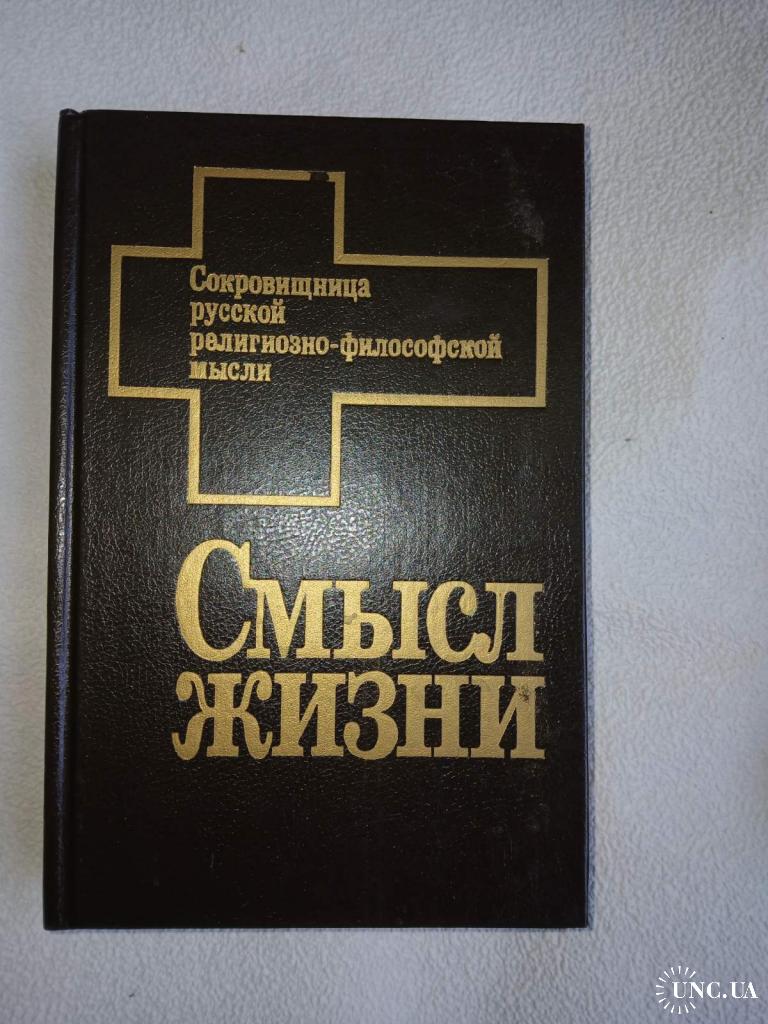 Сокровищница
русской
религиозно-философской
мысли
Смысл
жизни
UNC.UA